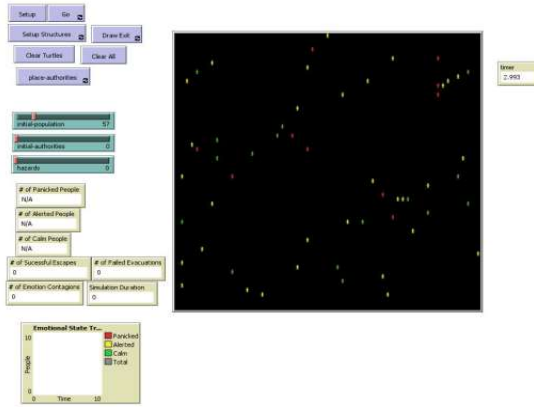 Setup
Go
Setup Structures
Draw Exit
Clear Turtles
Clear All
place-authorities
timer
2.993
initial-population 57
initial-authorities 0
hazards 0
# of Panicked People
N/A
# of Alerted People
N/A
# of Calm People
N/A
# of Sucessful Escapes
0
# of Failed Evacuations
0
# of Emotion Contagions
0
Simulation Duration
0
Emotional State Tr...
10
People
0
0
Time
10
Panicked
Alerted
Calm
Total